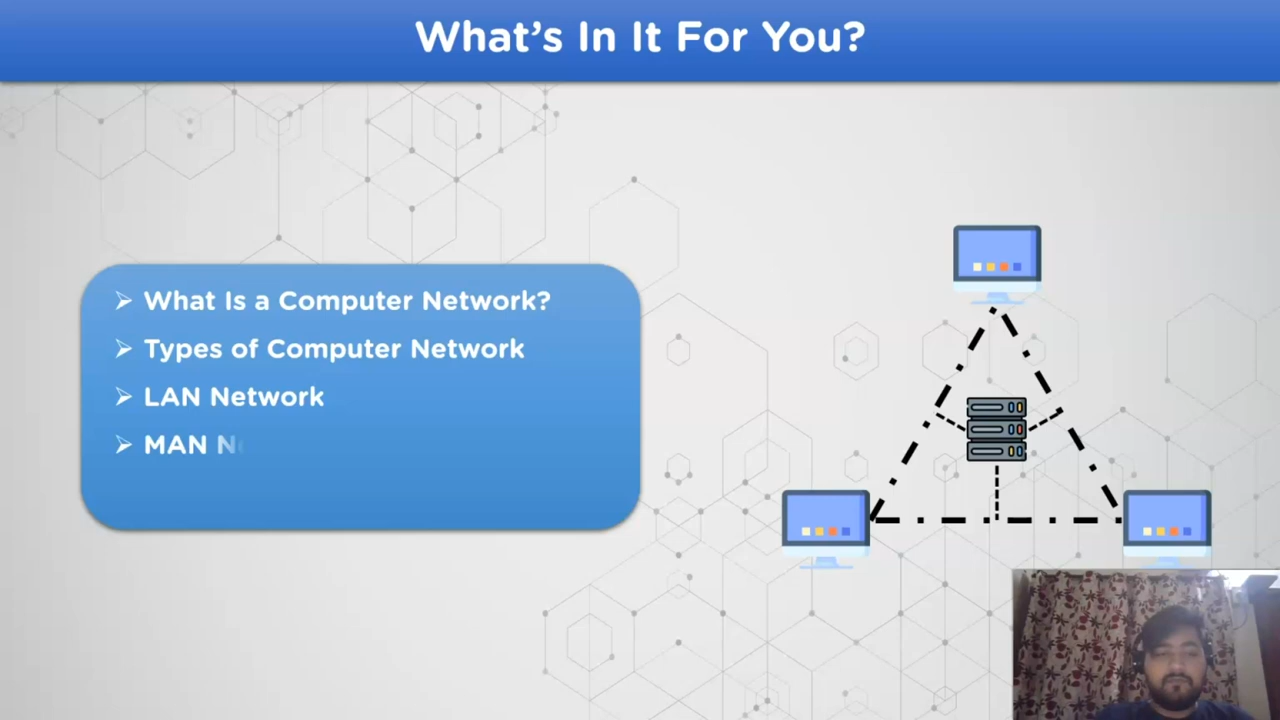 What's In It For You?
➢ What Is a Computer Network?
➢ Types of Computer Network
➢ LAN Network
➢ MAN